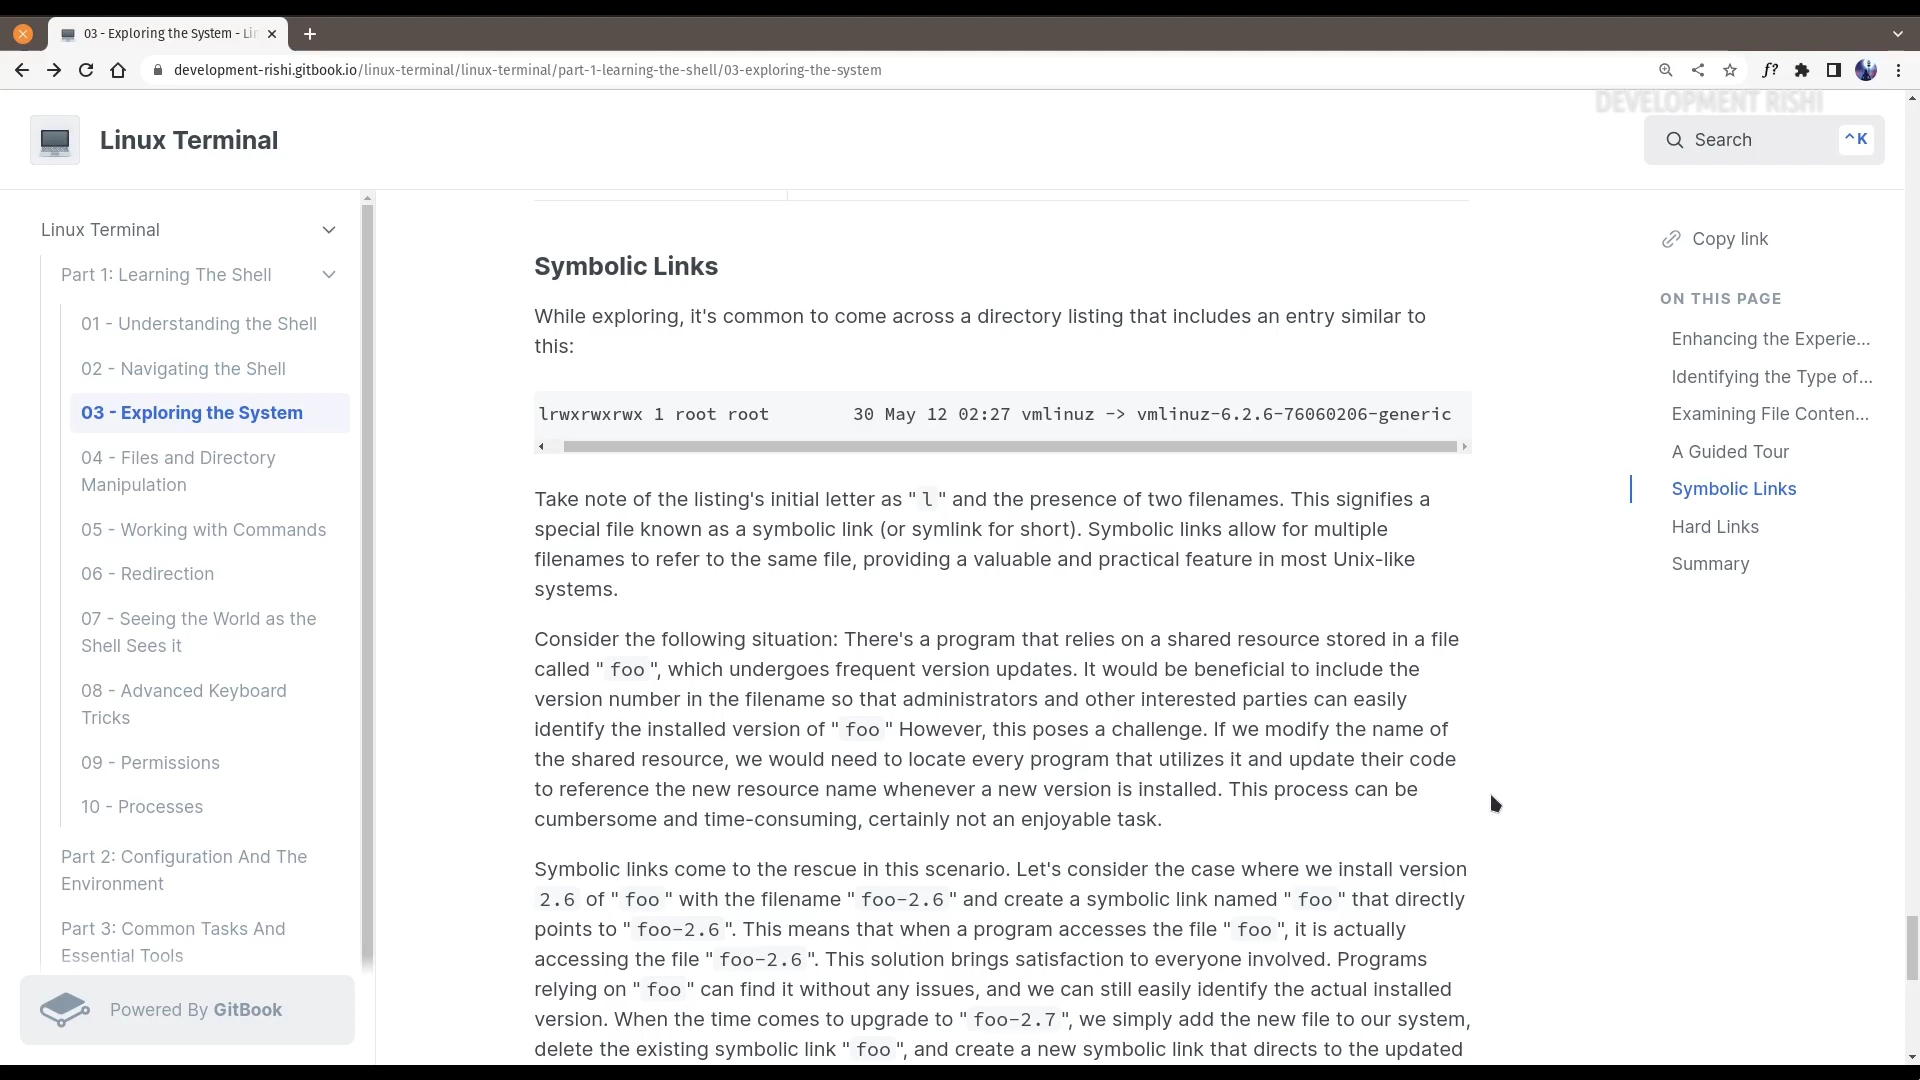 03 - Exploring the System - Lin
development-rishi.gitbook.io/linux-terminal/linux-terminal/part-1-learning-the-shell/03-exploring-the-system
f?
DEVELOPMENT RISHI
Linux Terminal
Search
^K
Linux Terminal
Part 1: Learning The Shell
01 - Understanding the Shell
02 - Navigating the Shell
03 - Exploring the System
04 - Files and Directory
Manipulation
05 - Working with Commands
06 - Redirection
07 - Seeing the World as the
Shell Sees it
08 - Advanced Keyboard
Tricks
09 - Permissions
10 - Processes
Part 2: Configuration And The
Environment
Part 3: Common Tasks And
Essential Tools
Powered By GitBook
Symbolic Links
While exploring, it's common to come across a directory listing that includes an entry similar to
this:
lrwxrwxrwx 1 root root        30 May 12 02:27 vmlinuz -> vmlinuz-6.2.6-76060206-generic
Take note of the listing's initial letter as " l " and the presence of two filenames. This signifies a
special file known as a symbolic link (or symlink for short). Symbolic links allow for multiple
filenames to refer to the same file, providing a valuable and practical feature in most Unix-like
systems.
Consider the following situation: There's a program that relies on a shared resource stored in a file
called " foo ", which undergoes frequent version updates. It would be beneficial to include the
version number in the filename so that administrators and other interested parties can easily
identify the installed version of " foo " However, this poses a challenge. If we modify the name of
the shared resource, we would need to locate every program that utilizes it and update their code
to reference the new resource name whenever a new version is installed. This process can be
cumbersome and time-consuming, certainly not an enjoyable task.
Symbolic links come to the rescue in this scenario. Let's consider the case where we install version
2.6 of " foo " with the filename " foo-2.6 " and create a symbolic link named " foo " that directly
points to " foo-2.6 ". This means that when a program accesses the file " foo ", it is actually
accessing the file " foo-2.6 ". This solution brings satisfaction to everyone involved. Programs
relying on " foo " can find it without any issues, and we can still easily identify the actual installed
version. When the time comes to upgrade to " foo-2.7 ", we simply add the new file to our system,
delete the existing symbolic link " foo ", and create a new symbolic link that directs to the updated
Copy link
ON THIS PAGE
Enhancing the Experie...
Identifying the Type of...
Examining File Conten...
A Guided Tour
Symbolic Links
Hard Links
Summary